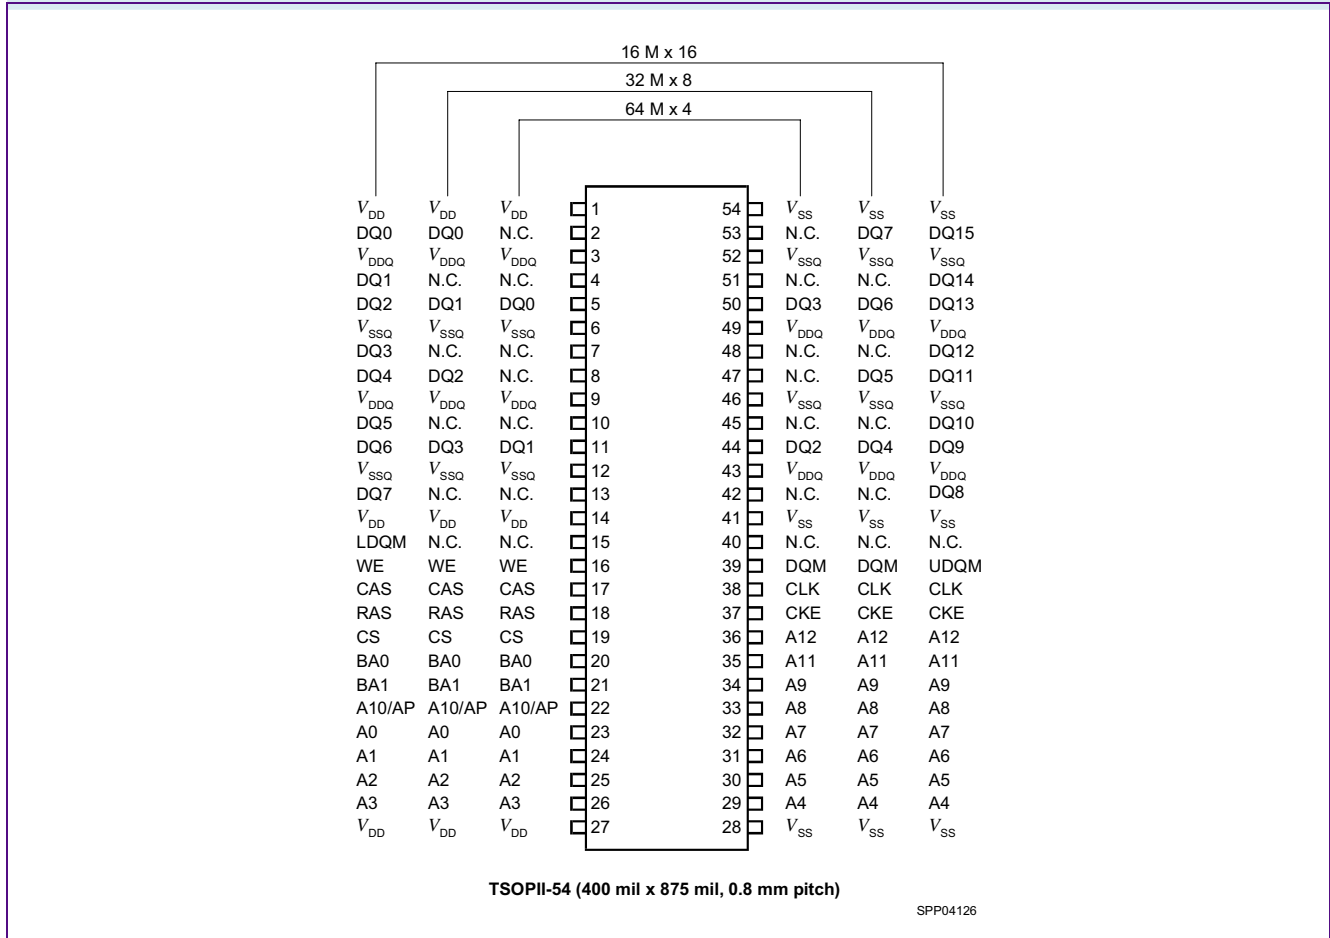 16 M x 16
32 M x 8
64 M x 4
VDD VDD VDD 1 54 VSS VSS VSS
DQ0 DQ0 N.C. 2 53 N.C. DQ7 DQ15
VDDQ VDDQ VDDQ 3 52 VSSQ VSSQ VSSQ
DQ1 N.C. N.C. 4 51 N.C. N.C. DQ14
DQ2 DQ1 DQ0 5 50 DQ3 DQ6 DQ13
VSSQ VSSQ VSSQ 6 49 VDDQ VDDQ VDDQ
DQ3 N.C. N.C. 7 48 N.C. N.C. DQ12
DQ4 DQ2 N.C. 8 47 N.C. DQ5 DQ11
VDDQ VDDQ VDDQ 9 46 VSSQ VSSQ VSSQ
DQ5 N.C. N.C. 10 45 N.C. N.C. DQ10
DQ6 DQ3 DQ1 11 44 DQ2 DQ4 DQ9
VSSQ VSSQ VSSQ 12 43 VDDQ VDDQ VDDQ
DQ7 N.C. N.C. 13 42 N.C. N.C. DQ8
VDD VDD VDD 14 41 VSS VSS VSS
LDQM N.C. N.C. 15 40 N.C. N.C. N.C.
WE WE WE 16 39 DQM DQM UDQM
CAS CAS CAS 17 38 CLK CLK CLK
RAS RAS RAS 18 37 CKE CKE CKE
CS CS CS 19 36 A12 A12 A12
BA0 BA0 BA0 20 35 A11 A11 A11
BA1 BA1 BA1 21 34 A9 A9 A9
A10/AP A10/AP A10/AP 22 33 A8 A8 A8
A0 A0 A0 23 32 A7 A7 A7
A1 A1 A1 24 31 A6 A6 A6
A2 A2 A2 25 30 A5 A5 A5
A3 A3 A3 26 29 A4 A4 A4
VDD VDD VDD 27 28 VSS VSS VSS
TSOPII-54 (400 mil x 875 mil, 0.8 mm pitch)
SPP04126